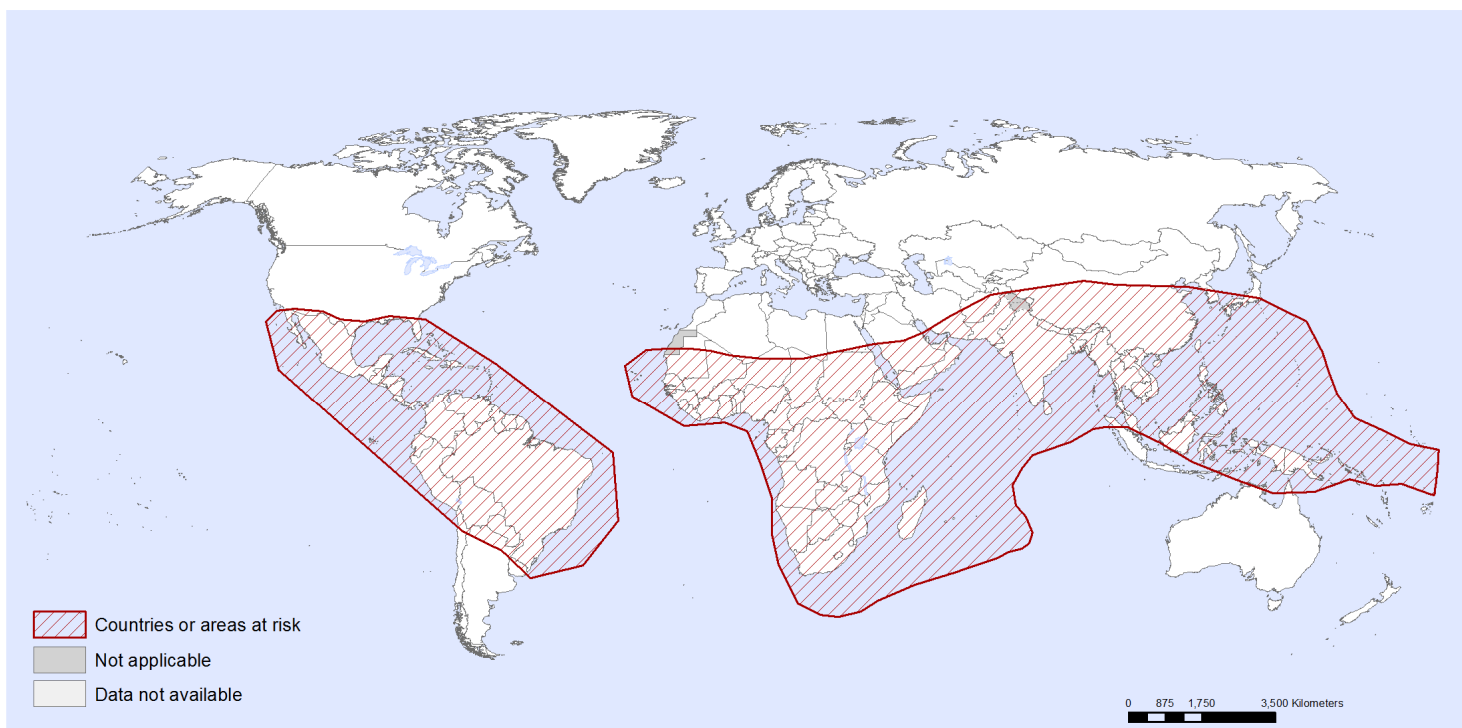 Countries or areas at risk
Not applicable
Data not available
0 875 1,750 3,500 Kilometers